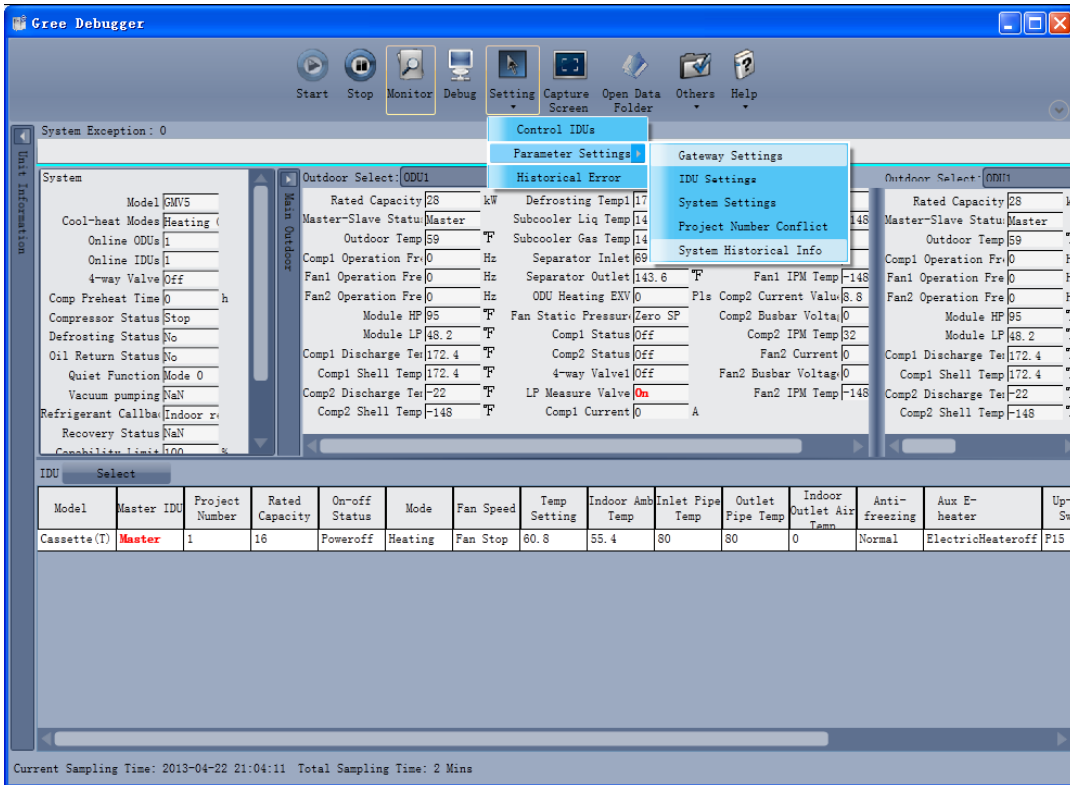 Gree Debugger
Start Stop Monitor Debug Setting Capture Screen Open Data Folder Others Help
System Exception: 0
Control IDUs
Parameter Settings
Historical Error
Gateway Settings
IDU Settings
System Settings
Project Number Conflict
System Historical Info
Unit Information
System
Model GMV5
Cool-heat Modes Heating (
Online ODUs 1
Online IDUs 1
4-way Valve Off
Comp Preheat Time 0 h
Compressor Status Stop
Defrosting Status No
Oil Return Status No
Quiet Function Mode 0
Vacuum pumping NaN
Refrigerant Callba Indoor r
Recovery Status NaN
Capability Limit 100 %
Main Outdoor
Outdoor Select: ODU1
Rated Capacity 28 kW
Master-Slave Statu Master
Outdoor Temp 59 ℉
Comp1 Operation Fr 0 Hz
Fan1 Operation Fre 0 Hz
Fan2 Operation Fre 0 Hz
Module HP 95 ℉
Module LP 48.2 ℉
Comp1 Discharge Te 172.4 ℉
Comp1 Shell Temp 172.4 ℉
Comp2 Discharge Te -22 ℉
Comp2 Shell Temp -148 ℉
Defrosting Temp1 17
Subcooler Liq Temp 14
Subcooler Gas Temp 14
Separator Inlet 69
Separator Outlet 143.6 ℉
ODU Heating EXV 0 Pls
Fan Static Pressur Zero SP
Comp1 Status Off
Comp2 Status Off
4-way Valve1 Off
LP Measure Valve On
Comp1 Current 0 A
148
Fan1 IPM Temp -148
Comp2 Current Valu 8.8
Comp2 Busbar Volta 0
Comp2 IPM Temp 32
Fan2 Current 0
Fan2 Busbar Voltag 0
Fan2 IPM Temp -148
Outdoor Select: ODU1
Rated Capacity 28
Master-Slave Statu Master
Outdoor Temp 59
Comp1 Operation Fr 0
Fan1 Operation Fre 0
Fan2 Operation Fre 0
Module HP 95
Module LP 48.2
Comp1 Discharge Te 172.4
Comp1 Shell Temp 172.4
Comp2 Discharge Te -22
Comp2 Shell Temp -148
IDU Select
Model Master IDU Project Number Rated Capacity On-off Status Mode Fan Speed Temp Setting Indoor Amb Temp Inlet Pipe Temp Outlet Pipe Temp Indoor Outlet Air Temp Anti-freezing Aux E-heater Up-
Cassette(T) Master 1 16 Poweroff Heating Fan Stop 60.8 55.4 80 80 0 Normal ElectricHeateroff P15
Current Sampling Time: 2013-04-22 21:04:11 Total Sampling Time: 2 Mins